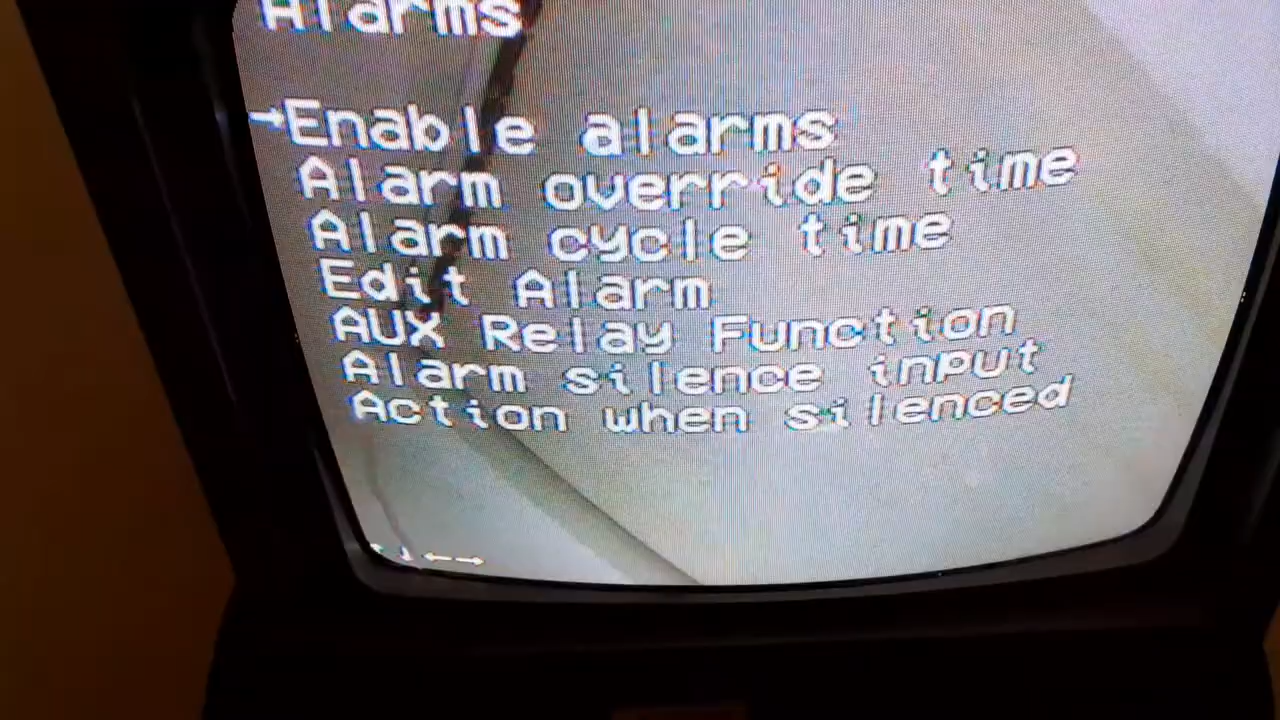 Alarms
→Enable alarms
Alarm override time
Alarm cycle time
Edit Alarm
AUX Relay Function
Alarm silence input
Action when silenced
↑↓←→